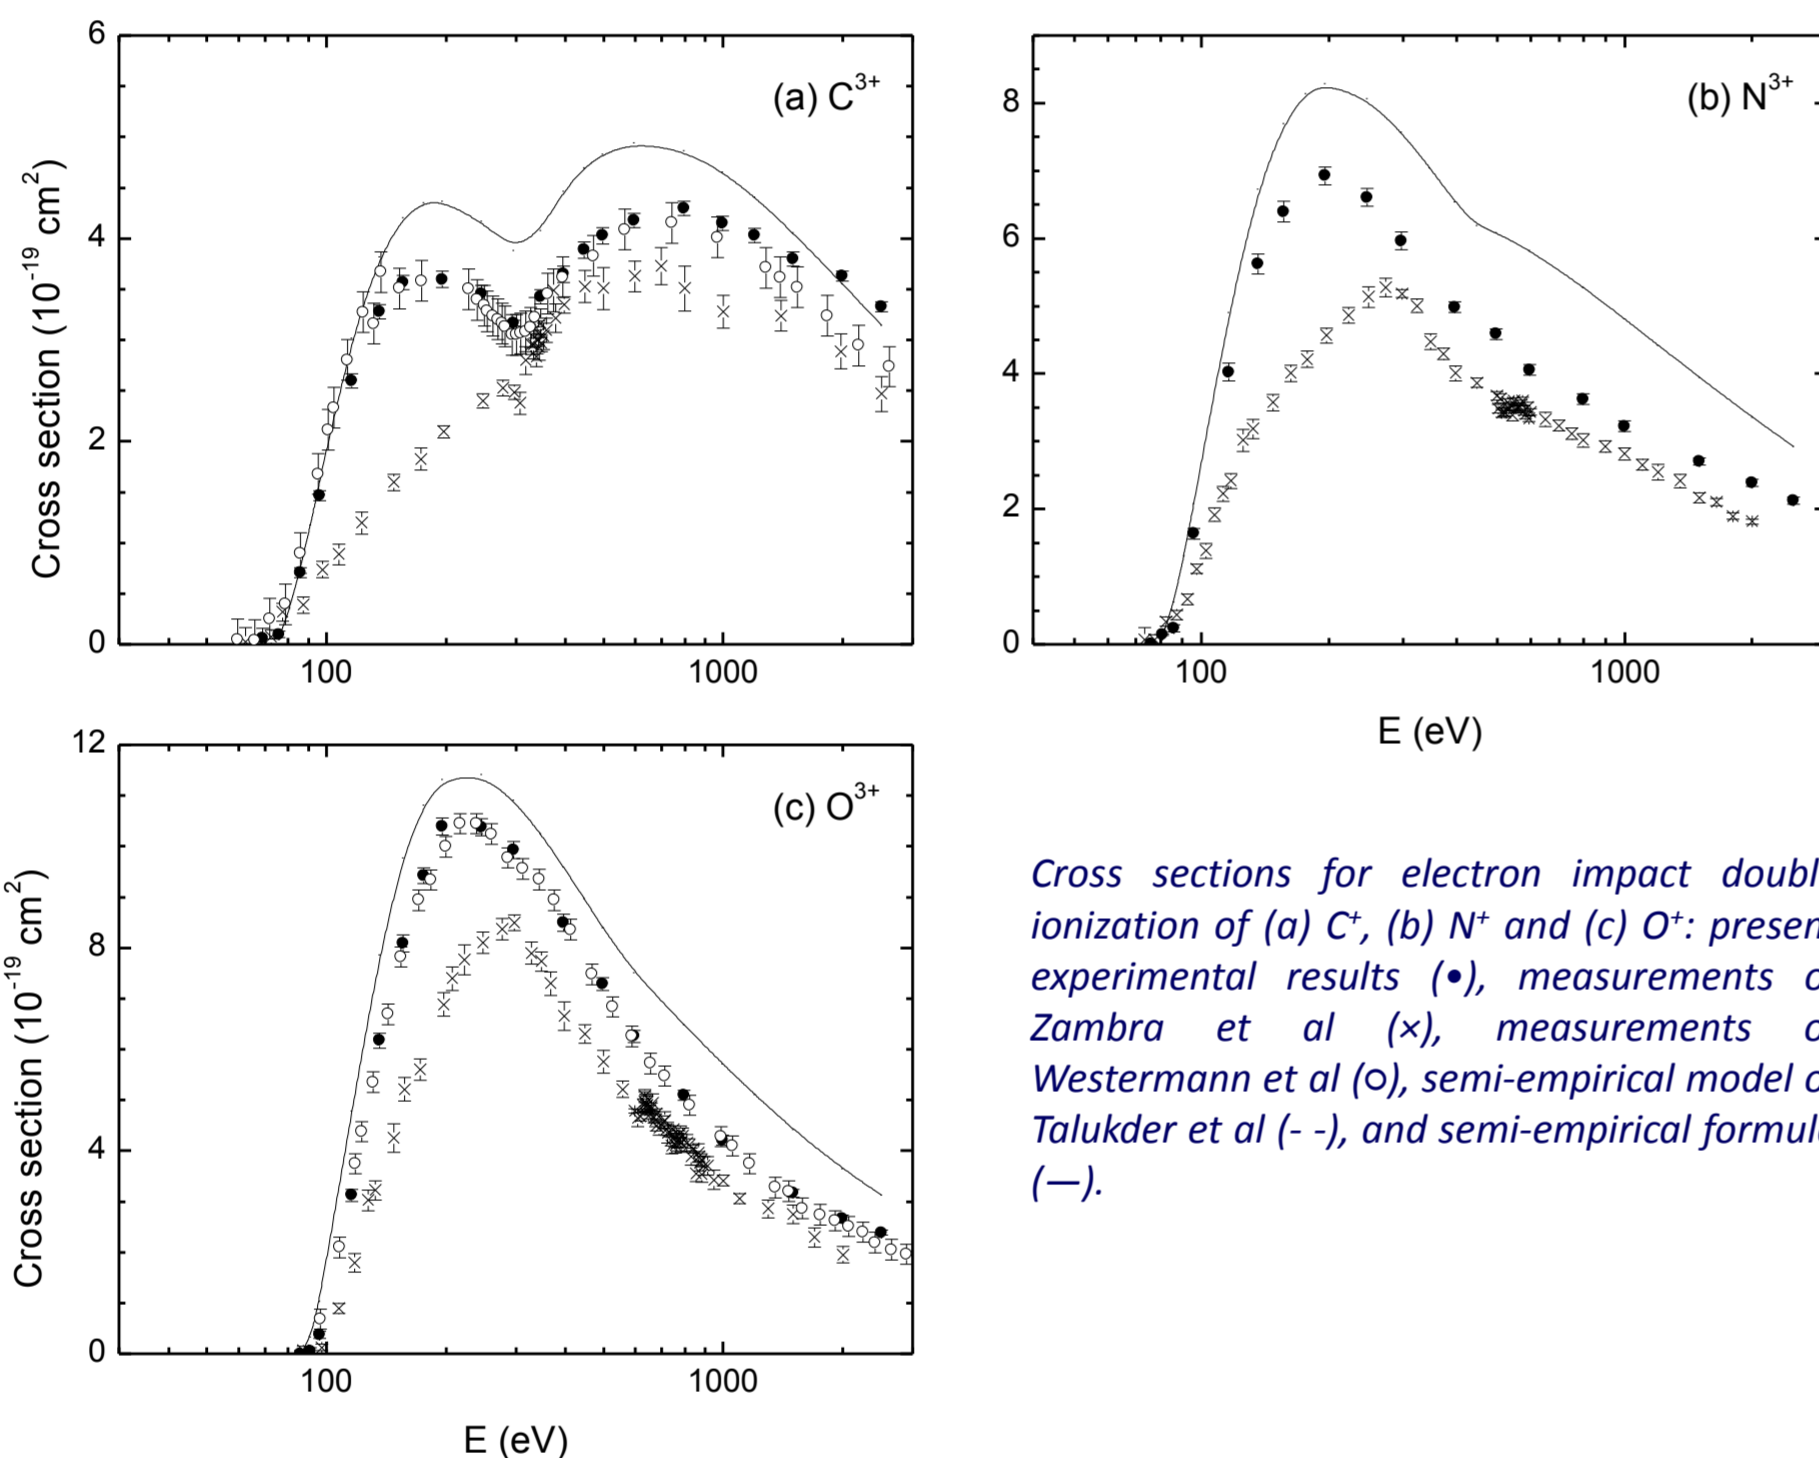 6
4
2
0
Cross section (10⁻¹⁹ cm²)
(a) C³⁺
100 1000
8
6
4
2
0
(b) N³⁺
100 1000
E (eV)
12
8
4
0
Cross section (10⁻¹⁹ cm²)
(c) O³⁺
100 1000
E (eV)
Cross sections for electron impact doubl
ionization of (a) C⁺, (b) N⁺ and (c) O⁺: presen
experimental results (•), measurements o
Zambra et al (×), measurements o
Westermann et al (○), semi-empirical model o
Talukder et al (- -), and semi-empirical formul
(—).